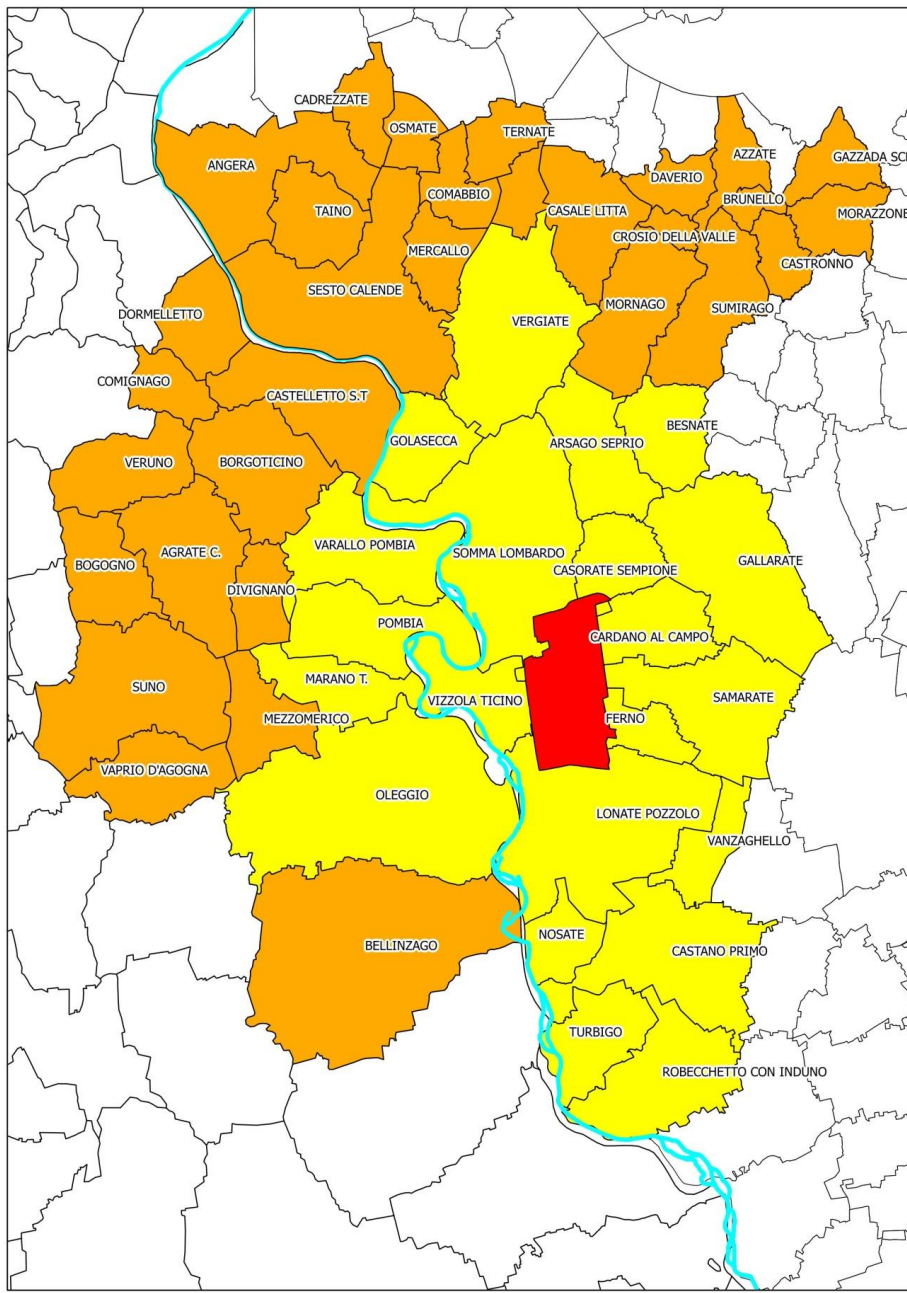 CADREZZATE
OSMATE
TERNATE
AZZATE
GAZZADA SC
ANGERA
DAVERIO
COMABBIO
BRUNELLO
TAINO
CASALE LITTA
MORAZZONE
CROSIO DELLA VALLE
MERCALLO
CASTRONNO
SESTO CALENDE
MORNAGO
SUMIRAGO
DORMELLETTO
VERGIATE
COMIGNAGO
CASTELLETTO S.T
BESNATE
GOLASECCA
ARSAGO SEPRIO
VERUNO
BORGOTICINO
AGRATE C.
VARALLO POMBIA
SOMMA LOMBARDO
GALLARATE
BOGOGNO
CASORATE SEMPIONE
DIVIGNANO
POMBIA
CARDANO AL CAMPO
MARANO T.
SUNO
VIZZOLA TICINO
SAMARATE
MEZZOMERICO
FERNO
VAPRIO D'AGOGNA
OLEGGIO
LONATE POZZOLO
VANZAGHELLO
NOSATE
BELLINZAGO
CASTANO PRIMO
TURBIGO
ROBECCHETTO CON INDUNO